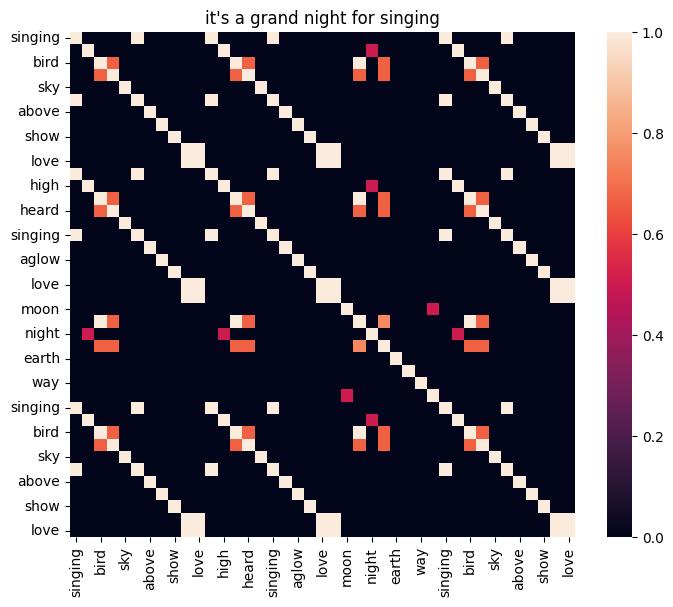 it's a grand night for singing
singing
bird
sky
above
show
love
high
heard
singing
aglow
love
moon
night
earth
way
singing
bird
sky
above
show
love
1.0
0.8
0.6
0.4
0.2
0.0
singing bird sky above show love high heard singing aglow love moon night earth way singing bird sky above show love